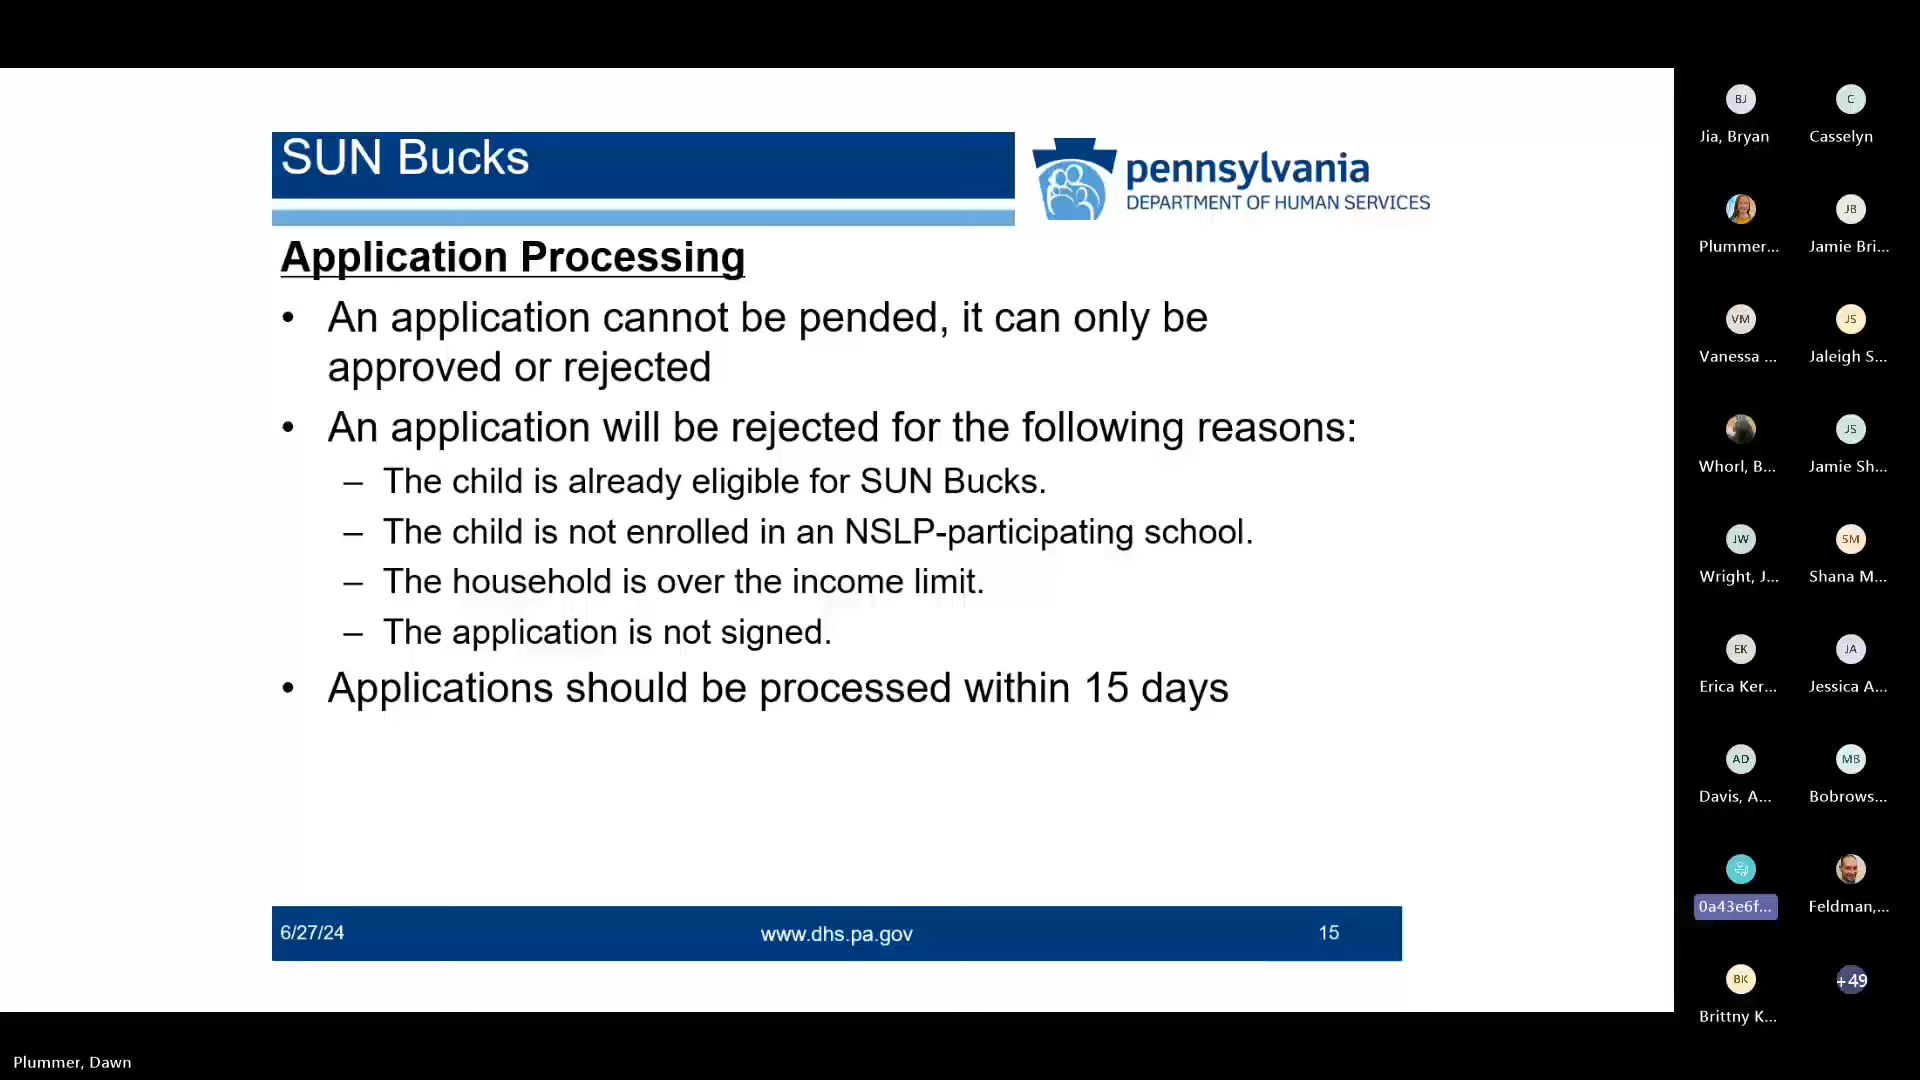 SUN Bucks
pennsylvania
DEPARTMENT OF HUMAN SERVICES
Application Processing
• An application cannot be pended, it can only be
approved or rejected
• An application will be rejected for the following reasons:
– The child is already eligible for SUN Bucks.
– The child is not enrolled in an NSLP-participating school.
– The household is over the income limit.
– The application is not signed.
• Applications should be processed within 15 days
6/27/24
www.dhs.pa.gov
15
BJ
C
Jia, Bryan
Casselyn
JB
Plummer...
Jamie Bri...
VM
JS
Vanessa ...
Jaleigh S...
JS
Whorl, B...
Jamie Sh...
JW
SM
Wright, J...
Shana M...
EK
JA
Erica Ker...
Jessica A...
AD
MB
Davis, A...
Bobrows...
0a43e6f...
Feldman,...
BK
+49
Brittny K...
Plummer, Dawn